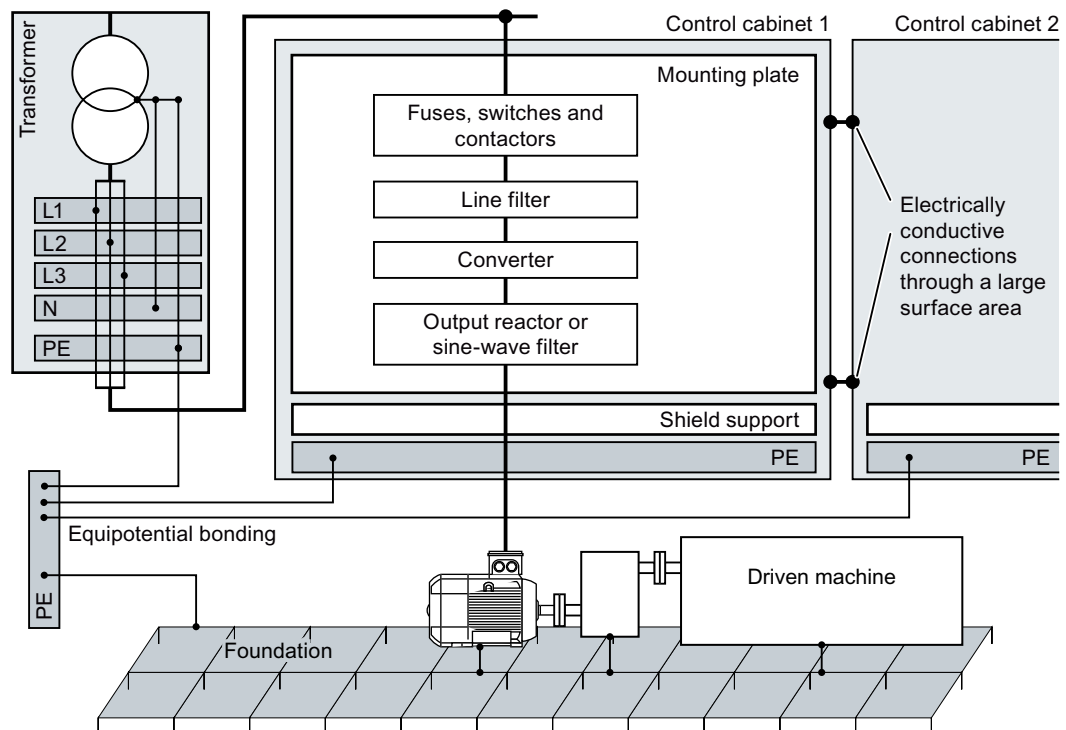 Transformer
L1
L2
L3
N
PE
Control cabinet 1
Control cabinet 2
Mounting plate
Fuses, switches and
contactors
Line filter
Converter
Output reactor or
sine-wave filter
Electrically
conductive
connections
through a large
surface area
Shield support
PE
PE
Equipotential bonding
PE
Driven machine
Foundation